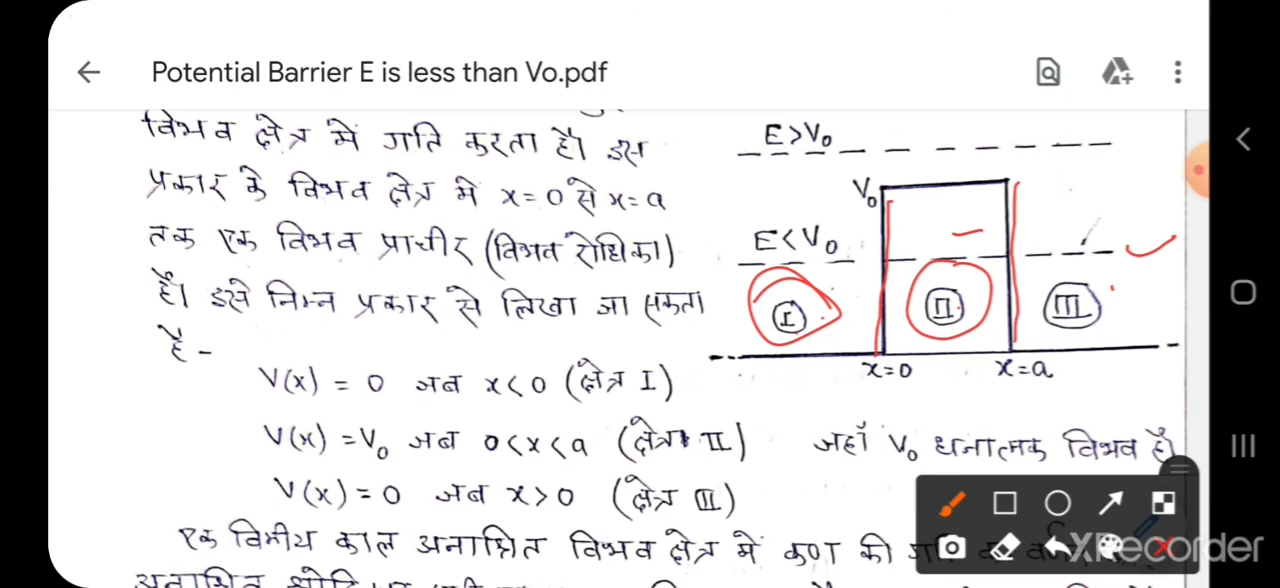 Potential Barrier E is less than Vo.pdf
विभव क्षेत्र में गति करता है। इस
प्रकार के विभव क्षेत्र में x=0 से x=a
तक एक विभव प्राचीर (विभव रोधिका)
है। इसे निम्न प्रकार से लिखा जा सकता
है -
E>V₀
V₀
E<V₀
I
II
III
x=0
x=a
V(x) = 0 जब x<0 (क्षेत्र I)
V(x) = V₀ जब 0<x<a (क्षेत्र II) जहाँ V₀ धनात्मक विभव है।
V(x) = 0 जब x>0 (क्षेत्र III)
एक विमीय काल अनाश्रित विभव क्षेत्र में कण की
XRecorder